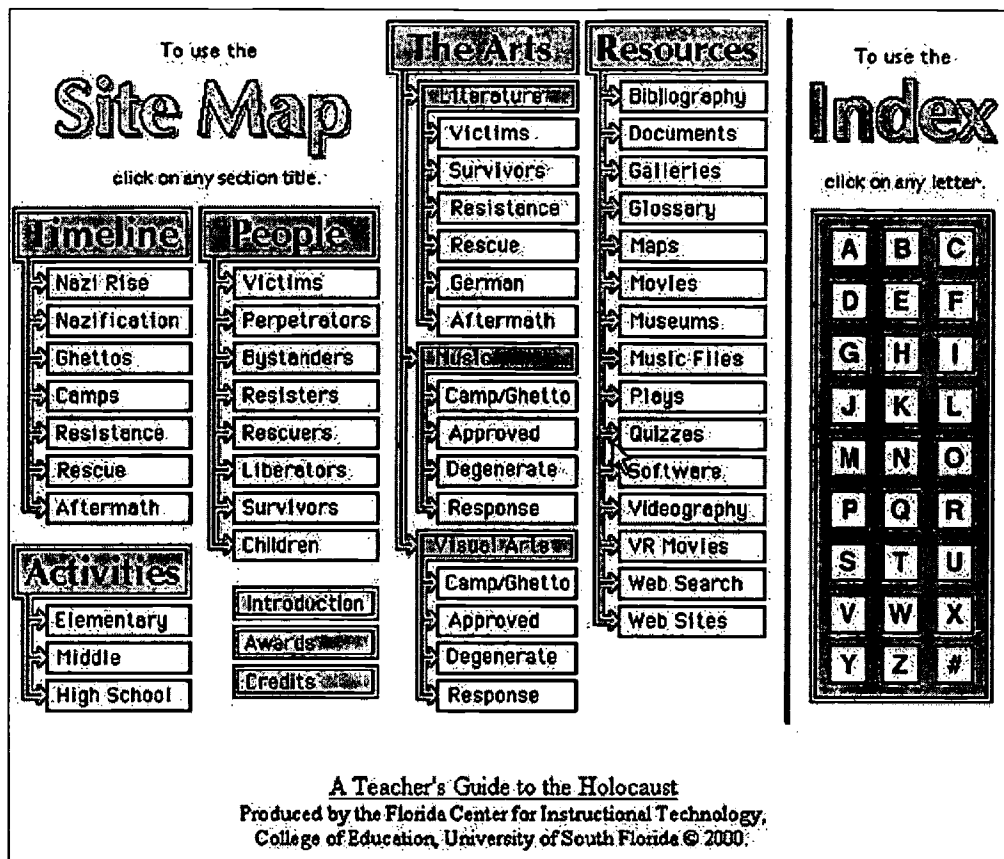 To use the
Site Map
click on any section title.
Timeline
Nazi Rise
Nazification
Ghettos
Camps
Resistance
Rescue
Aftermath
Activities
Elementary
Middle
High School
People
Victims
Perpetrators
Bystanders
Resisters
Rescuers
Liberators
Survivors
Children
Introduction
Awards
Credits
The Arts
Literature
Victims
Survivors
Resistance
Rescue
German
Aftermath
Music
Camp/Ghetto
Approved
Degenerate
Response
Visual Arts
Camp/Ghetto
Approved
Degenerate
Response
Resources
Bibliography
Documents
Galleries
Glossary
Maps
Movies
Museums
Music Files
Plays
Quizzes
Software
Videography
VR Movies
Web Search
Web Sites
To use the
Index
click on any letter.
A B C
D E F
G H I
J K L
M N O
P Q R
S T U
V W X
Y Z #
A Teacher's Guide to the Holocaust
Produced by the Florida Center for Instructional Technology,
College of Education, University of South Florida © 2000.